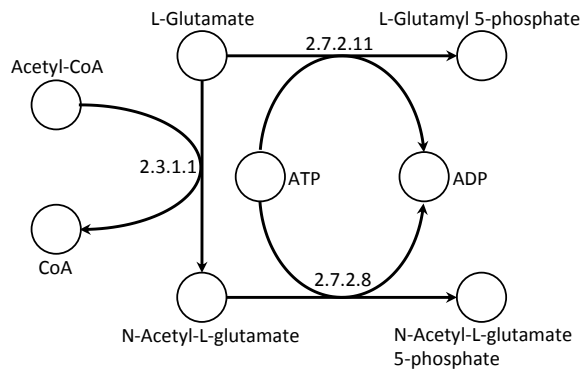 L-Glutamate
L-Glutamyl 5-phosphate
2.7.2.11
Acetyl-CoA
2.3.1.1
ATP
ADP
CoA
2.7.2.8
N-Acetyl-L-glutamate
N-Acetyl-L-glutamate
5-phosphate